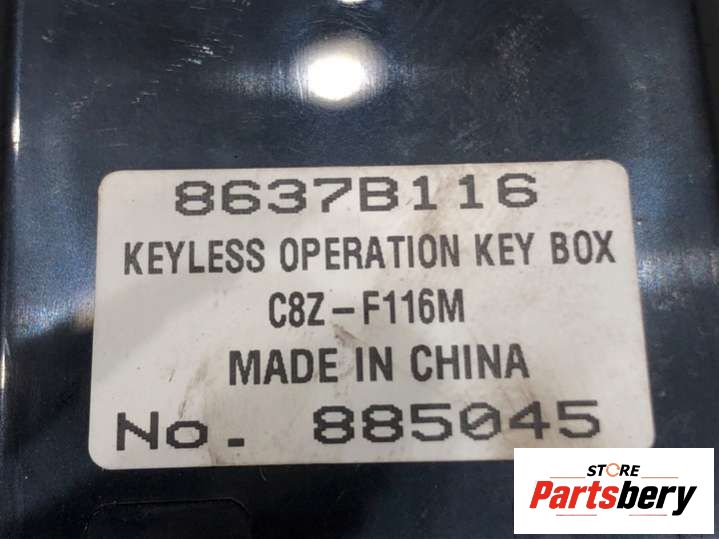 8637B116
KEYLESS OPERATION KEY BOX
C8Z-F116M
MADE IN CHINA
No. 885045
STORE
Partsbery